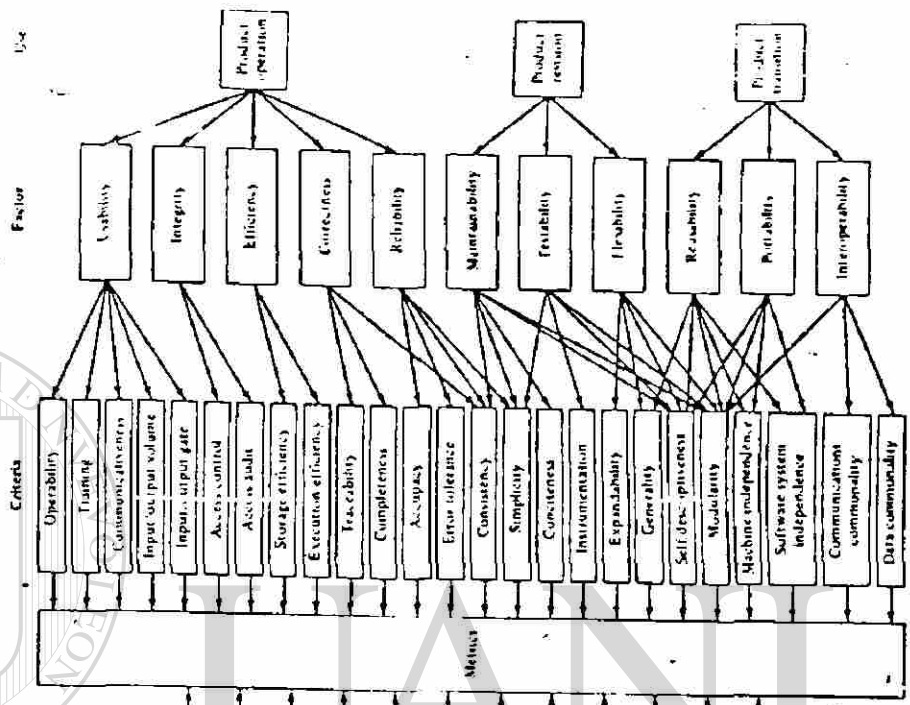 Use
Product
operation
Product
revision
Product
transition
Factor
Usability
Integrity
Efficiency
Correctness
Reliability
Maintainability
Testability
Flexibility
Reusability
Portability
Interoperability
Criteria
Operability
Training
Communicativeness
Input/output volume
Input/output gate
Access control
Access audit
Storage efficiency
Execution efficiency
Traceability
Completeness
Accuracy
Error tolerance
Consistency
Simplicity
Conciseness
Instrumentation
Expandability
Generality
Self descriptiveness
Modularity
Machine independence
Software system
independence
Communications
commonality
Data commonality
Metrics
UANL